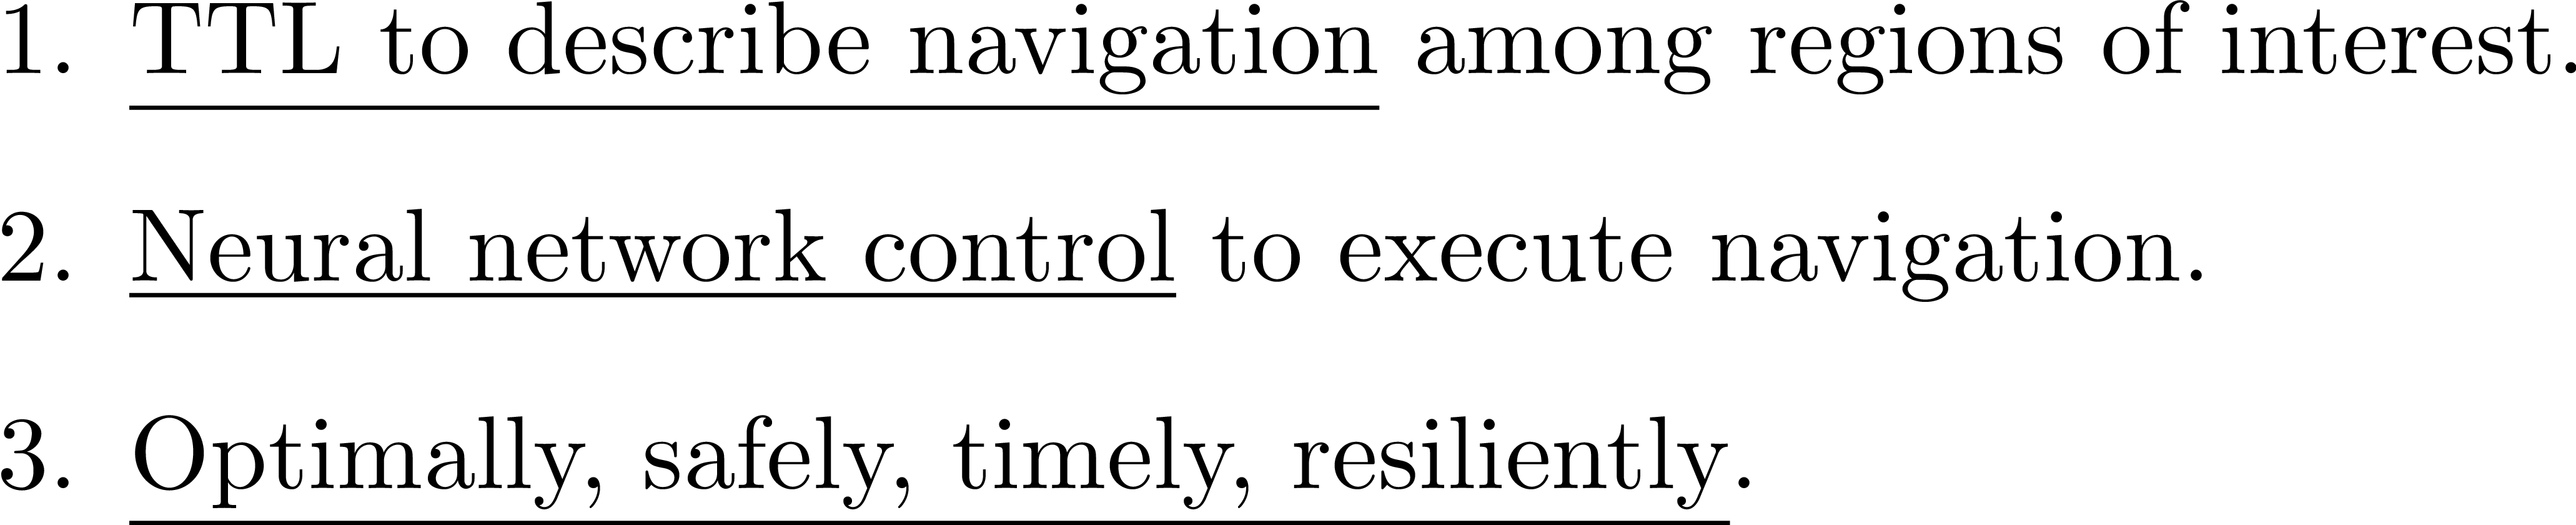 1. TTL to describe navigation among regions of interest.
2. Neural network control to execute navigation.
3. Optimally, safely, timely, resiliently.